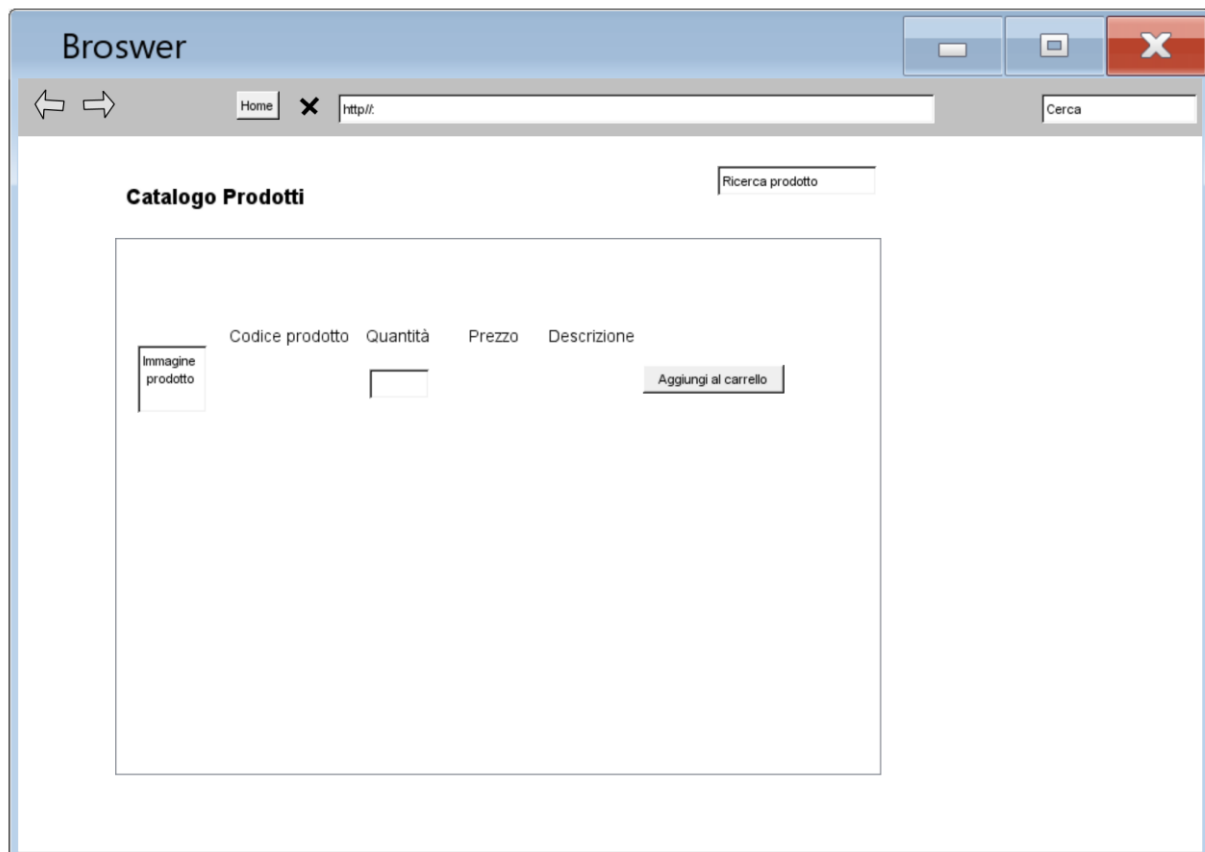 Broswer
Home
http//:
Cerca
Ricerca prodotto
Catalogo Prodotti
Codice prodotto Quantità Prezzo Descrizione
Immagine
prodotto
Aggiungi al carrello